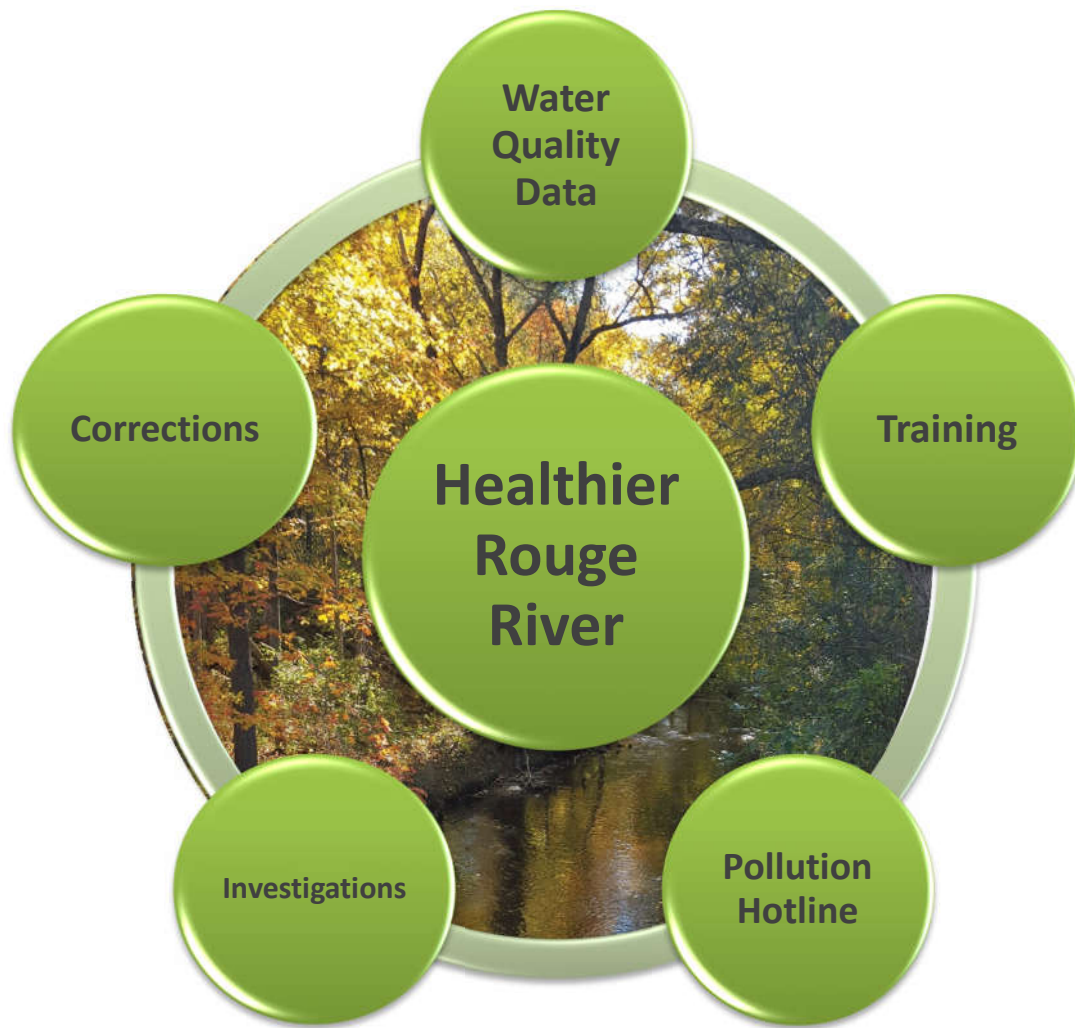 Water
Quality
Data
Corrections
Training
Healthier
Rouge
River
Investigations
Pollution
Hotline